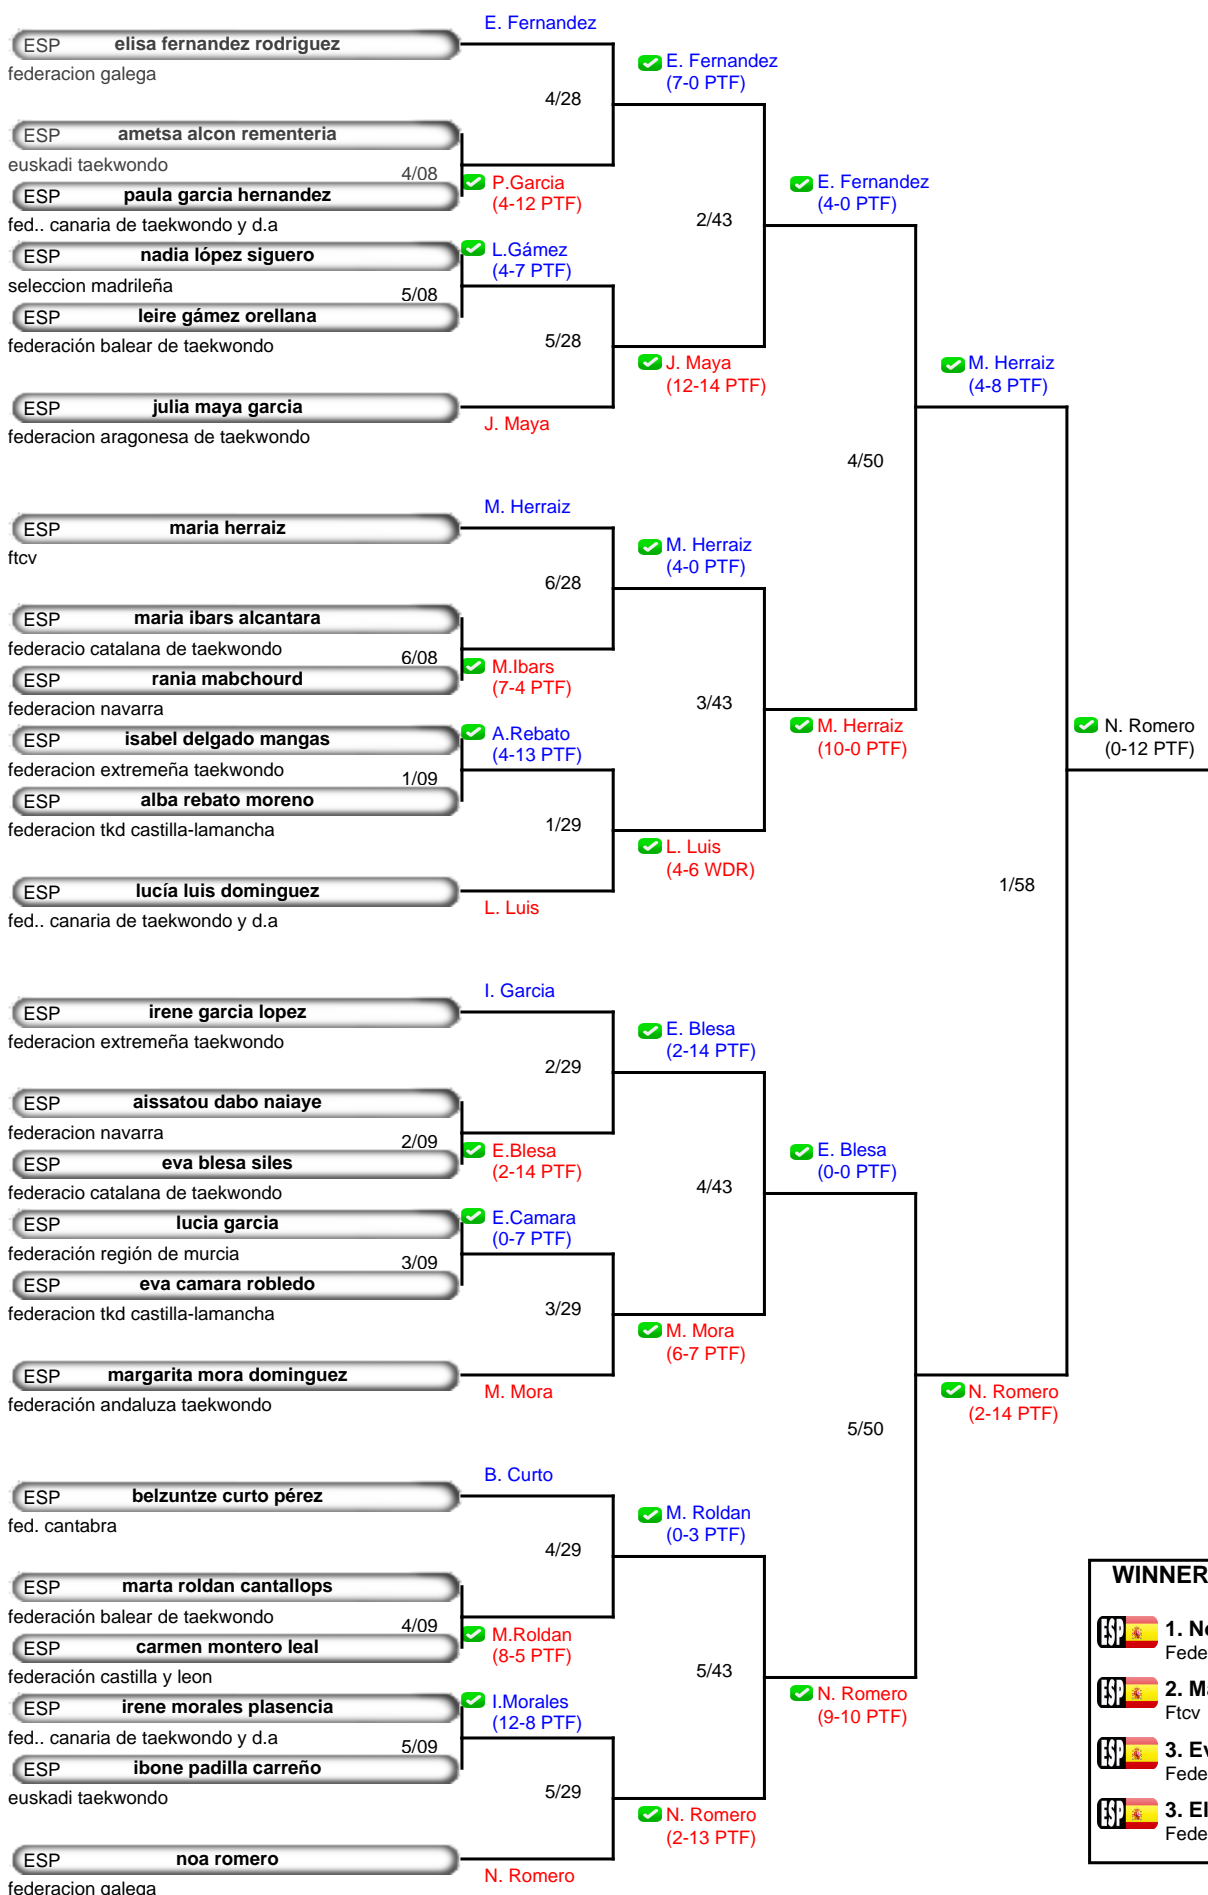 E. Fernandez
ESP elisa fernandez rodriguez
federacion galega
E. Fernandez
(7-0 PTF)
4/28
ESP ametsa alcon rementeria
euskadi taekwondo
4/08
P.Garcia
(4-12 PTF)
ESP paula garcia hernandez
fed.. canaria de taekwondo y d.a
E. Fernandez
(4-0 PTF)
2/43
ESP nadia lópez siguero
seleccion madrileña
L.Gámez
(4-7 PTF)
5/08
ESP leire gámez orellana
federación balear de taekwondo
5/28
J. Maya
(12-14 PTF)
M. Herraiz
(4-8 PTF)
ESP julia maya garcia
federacion aragonesa de taekwondo
J. Maya
4/50
M. Herraiz
ESP maria herraiz
ftcv
M. Herraiz
(4-0 PTF)
6/28
ESP maria ibars alcantara
federacio catalana de taekwondo
6/08
M.Ibars
(7-4 PTF)
ESP rania mabchourd
federacion navarra
3/43
M. Herraiz
(10-0 PTF)
N. Romero
(0-12 PTF)
ESP isabel delgado mangas
federacion extremeña taekwondo
A.Rebato
(4-13 PTF)
1/09
ESP alba rebato moreno
federacion tkd castilla-lamancha
1/29
L. Luis
(4-6 WDR)
ESP lucía luis dominguez
fed.. canaria de taekwondo y d.a
L. Luis
1/58
I. Garcia
ESP irene garcia lopez
federacion extremeña taekwondo
E. Blesa
(2-14 PTF)
2/29
ESP aissatou dabo naiaye
federacion navarra
2/09
E.Blesa
(2-14 PTF)
ESP eva blesa siles
federacio catalana de taekwondo
E. Blesa
(0-0 PTF)
4/43
ESP lucia garcia
federación región de murcia
E.Camara
(0-7 PTF)
3/09
ESP eva camara robledo
federacion tkd castilla-lamancha
3/29
M. Mora
(6-7 PTF)
ESP margarita mora dominguez
federación andaluza taekwondo
M. Mora
N. Romero
(2-14 PTF)
5/50
B. Curto
ESP belzuntze curto pérez
fed. cantabra
M. Roldan
(0-3 PTF)
4/29
ESP marta roldan cantallops
federación balear de taekwondo
4/09
M.Roldan
(8-5 PTF)
ESP carmen montero leal
federación castilla y leon
5/43
N. Romero
(9-10 PTF)
ESP irene morales plasencia
fed.. canaria de taekwondo y d.a
I.Morales
(12-8 PTF)
5/09
ESP ibone padilla carreño
euskadi taekwondo
5/29
N. Romero
(2-13 PTF)
ESP noa romero
federacion galega
N. Romero
WINNER
ESP 1. No
Fede
ESP 2. Ma
Ftcv
ESP 3. Ev
Fede
ESP 3. El
Fede